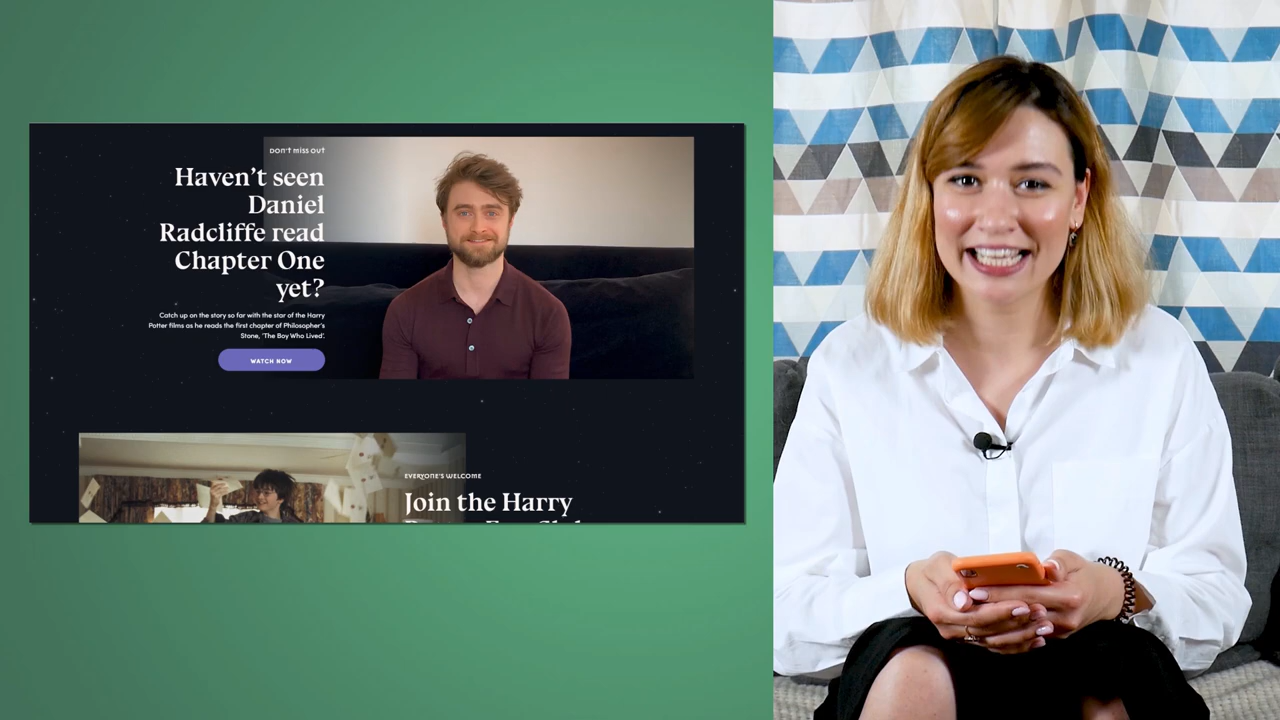 DON'T MISS OUT
Haven't seen
Daniel
Radcliffe read
Chapter One
yet?
Catch up on the story so far with the star of the Harry
Potter films as he reads the first chapter of Philosopher's
Stone, 'The Boy Who Lived'.
WATCH NOW
EVERYONE'S WELCOME
Join the Harry